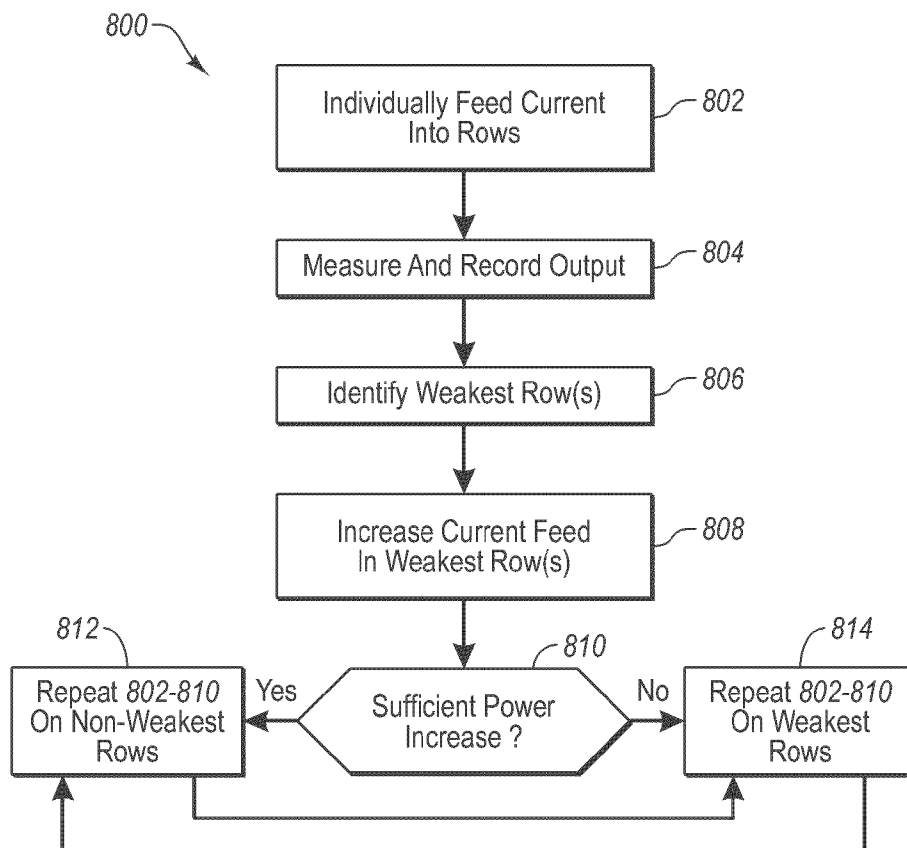 800
Individually Feed Current
Into Rows
802
Measure And Record Output
804
Identify Weakest Row(s)
806
Increase Current Feed
In Weakest Row(s)
808
812
810
814
Repeat 802-810
On Non-Weakest
Rows
Yes
Sufficient Power
Increase ?
No
Repeat 802-810
On Weakest
Rows